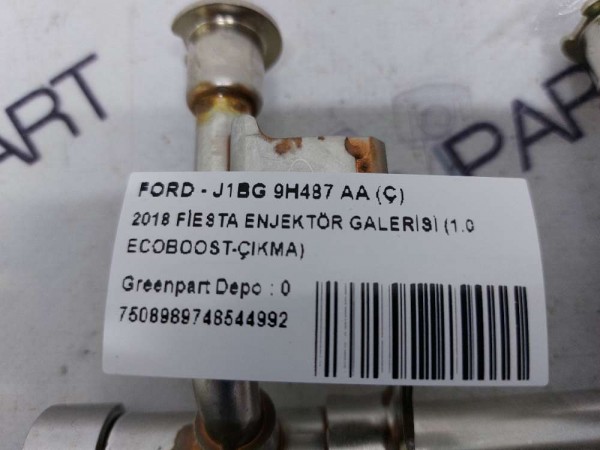 ART
PART
FORD - J1BG 9H487 AA (Ç)
2018 FİESTA ENJEKTÖR GALERİSİ (1.0
ECOBOOST-ÇIKMA)
Greenpart Depo : 0
7508989748544992